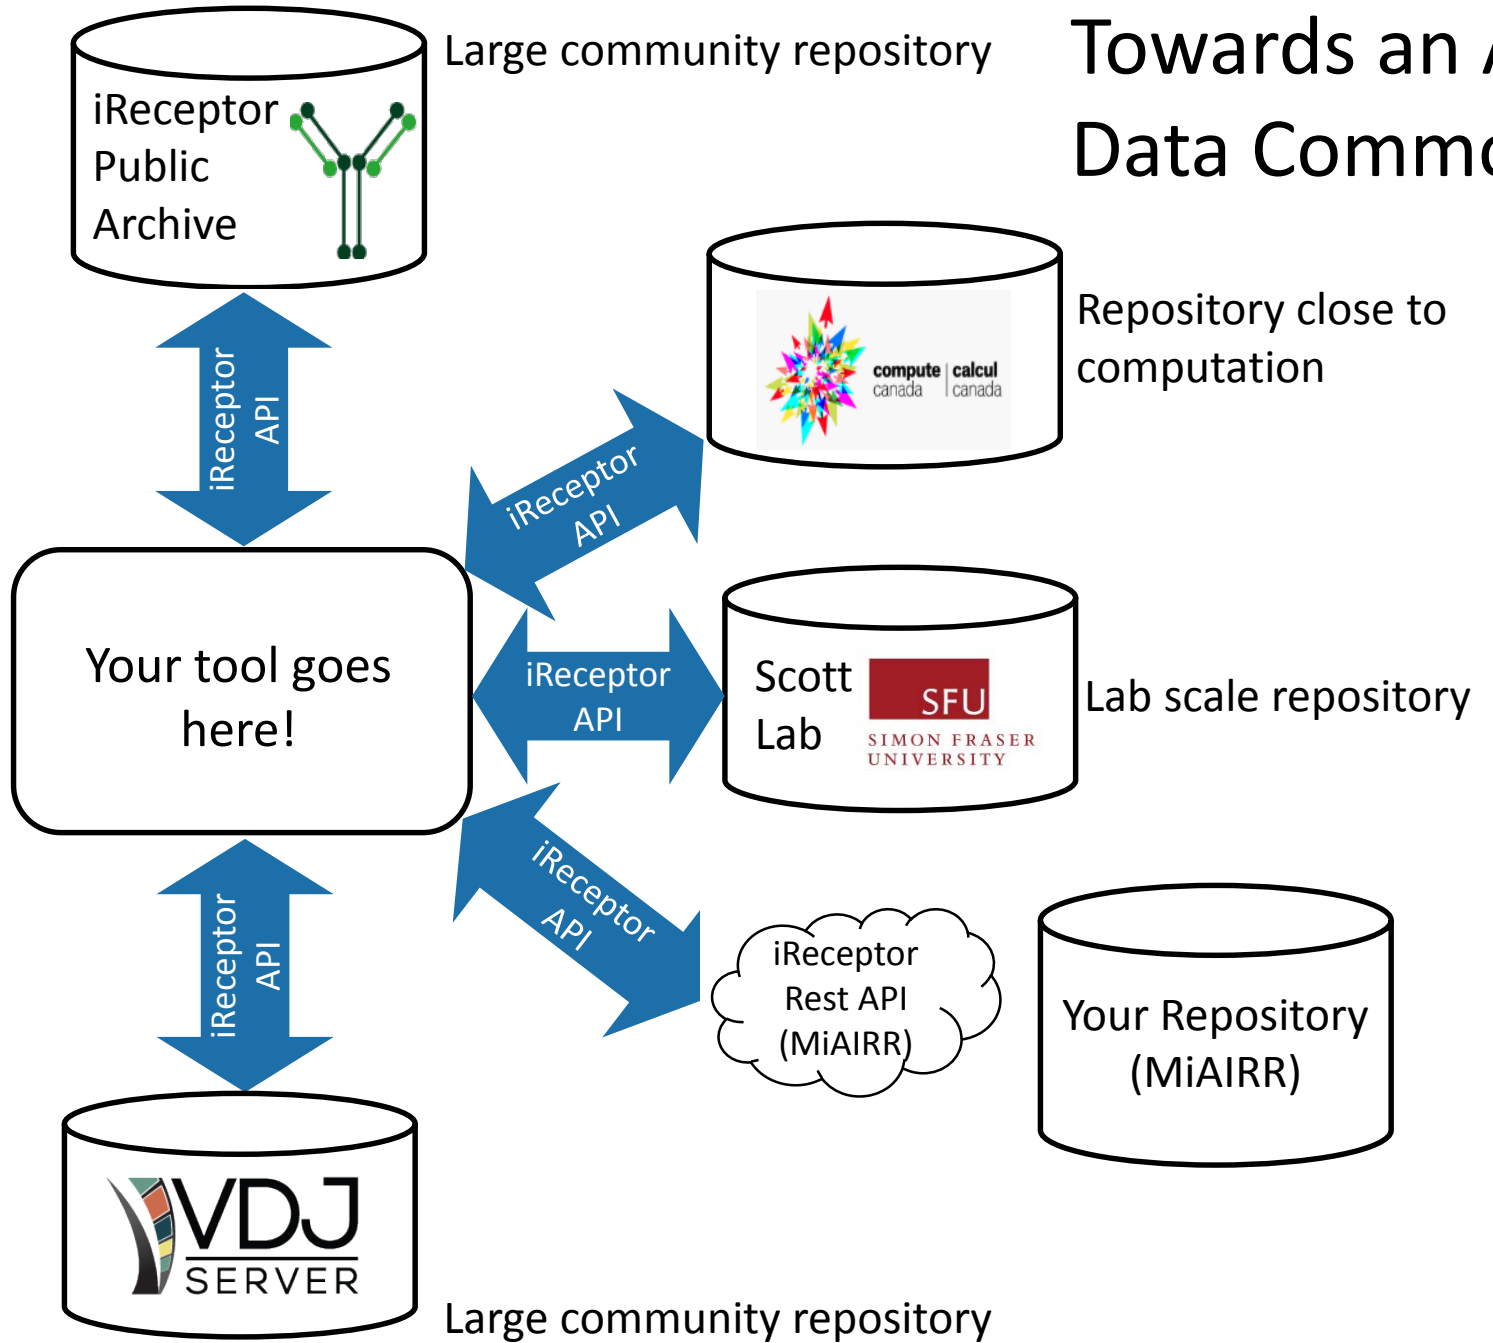 Large community repository
Towards an A
Data Commo
iReceptor
Public
Archive
iReceptor
API
compute | calcul
canada | canada
Repository close to
computation
iReceptor
API
Your tool goes
here!
iReceptor
API
Scott
Lab
SFU
SIMON FRASER
UNIVERSITY
Lab scale repository
iReceptor
API
iReceptor
API
iReceptor
Rest API
(MiAIRR)
Your Repository
(MiAIRR)
VDJ
SERVER
Large community repository